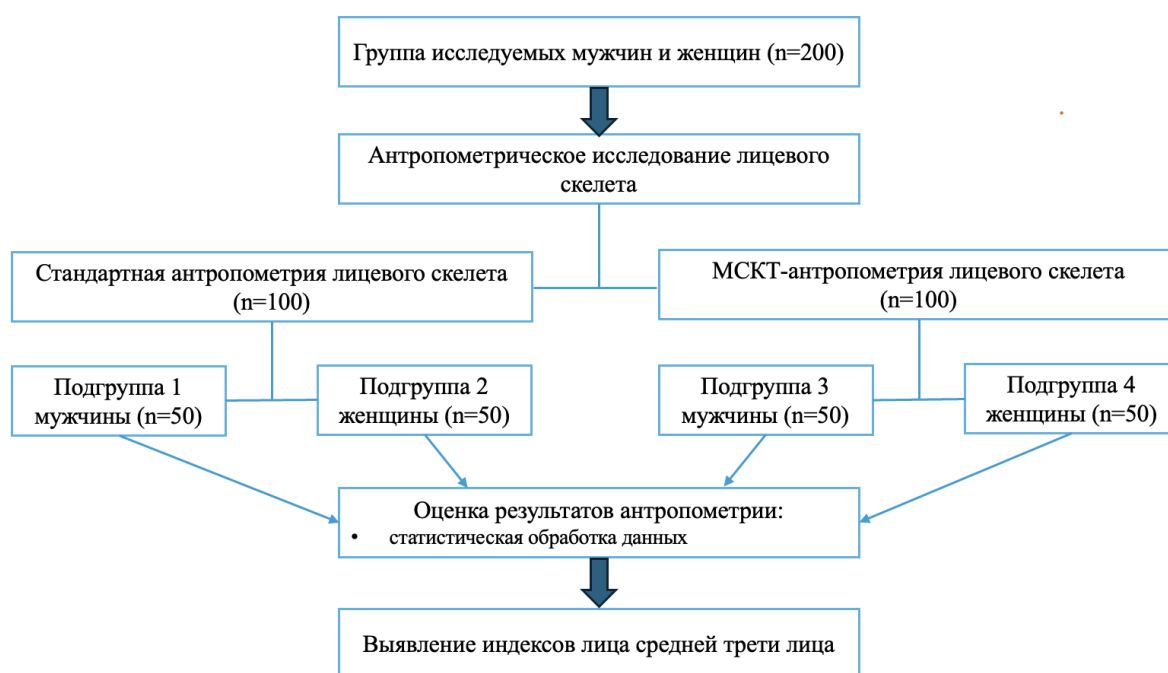 Группа исследуемых мужчин и женщин (n=200)
Антропометрическое исследование лицевого
скелета
Стандартная антропометрия лицевого скелета
(n=100)
МСКТ-антропометрия лицевого скелета
(n=100)
Подгруппа 1
мужчины (n=50)
Подгруппа 2
женщины (n=50)
Подгруппа 3
мужчины (n=50)
Подгруппа 4
женщины (n=50)
Оценка результатов антропометрии:
• статистическая обработка данных
Выявление индексов лица средней трети лица